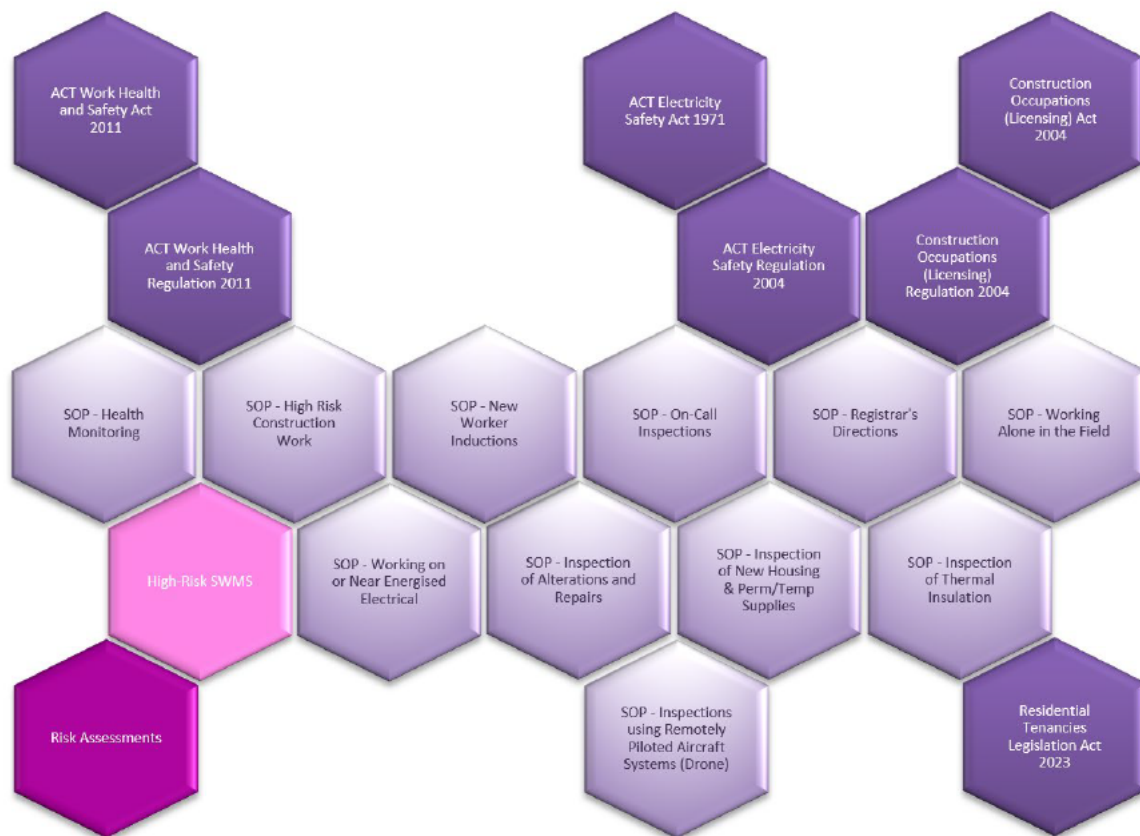 ACT Work Health
and Safety Act
2011
ACT Electricity
Safety Act 1971
Construction
Occupations
(Licensing) Act
2004
ACT Work Health
and Safety
Regulation 2011
ACT Electricity
Safety Regulation
2004
Construction
Occupations
(Licensing)
Regulation 2004
SOP - Health
Monitoring
SOP - High Risk
Construction
Work
SOP - New
Worker
Inductions
SOP - On-Call
Inspections
SOP - Registrar's
Directions
SOP - Working
Alone in the Field
High-Risk SWMS
SOP - Working on
or Near Energised
Electrical
SOP - Inspection
of Alterations and
Repairs
SOP - Inspection
of New Housing
& Perm/Temp
Supplies
SOP - Inspection
of Thermal
Insulation
Risk Assessments
SOP - Inspections
using Remotely
Piloted Aircraft
Systems (Drone)
Residential
Tenancies
Legislation Act
2023